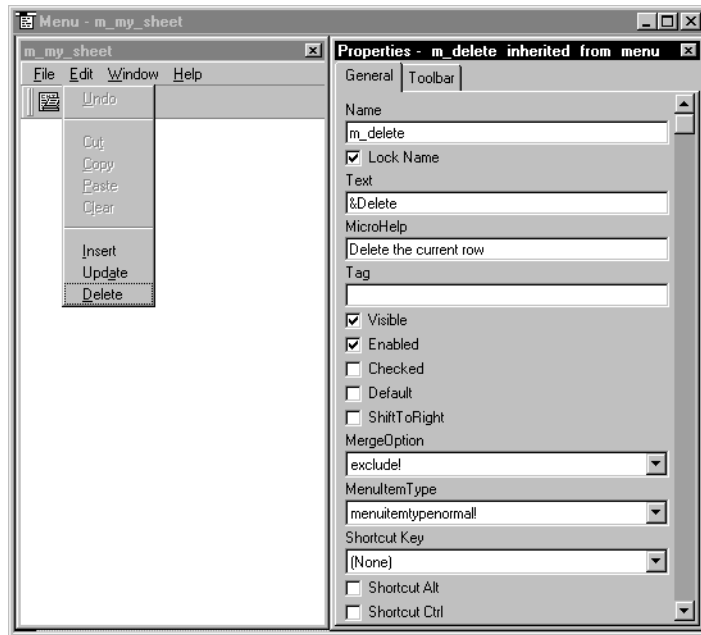 Menu - m_my_sheet
m_my_sheet
File Edit Window Help
Undo
Cut
Copy
Paste
Clear
Insert
Update
Delete
Properties - m_delete inherited from menu
General Toolbar
Name
m_delete
Lock Name
Text
&Delete
MicroHelp
Delete the current row
Tag
Visible
Enabled
Checked
Default
ShiftToRight
MergeOption
exclude!
MenuItemType
menuitemtypenormal!
Shortcut Key
(None)
Shortcut Alt
Shortcut Ctrl